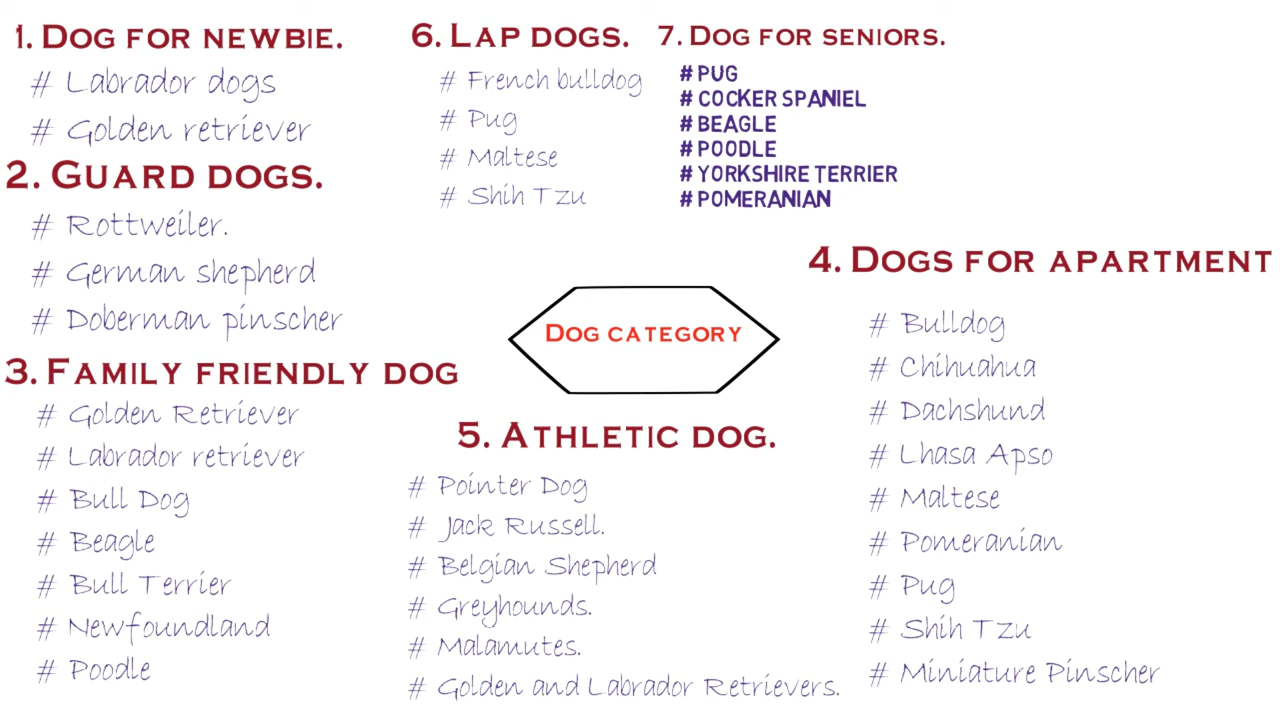 1. Dog for newbie.
# Labrador dogs
# Golden retriever
2. Guard dogs.
# Rottweiler.
# German shepherd
# Doberman pinscher
3. Family friendly dog
# Golden Retriever
# Labrador retriever
# Bull Dog
# Beagle
# Bull Terrier
# Newfoundland
# Poodle
6. Lap dogs.
# French bulldog
# Pug
# Maltese
# Shih Tzu
7. Dog for seniors.
# PUG
# COCKER SPANIEL
# BEAGLE
# POODLE
# YORKSHIRE TERRIER
# POMERANIAN
Dog category
4. Dogs for apartment
# Bulldog
# Chihuahua
# Dachshund
# Lhasa Apso
# Maltese
# Pomeranian
# Pug
# Shih Tzu
# Miniature Pinscher
5. Athletic dog.
# Pointer Dog
# Jack Russell.
# Belgian Shepherd
# Greyhounds.
# Malamutes.
# Golden and Labrador Retrievers.